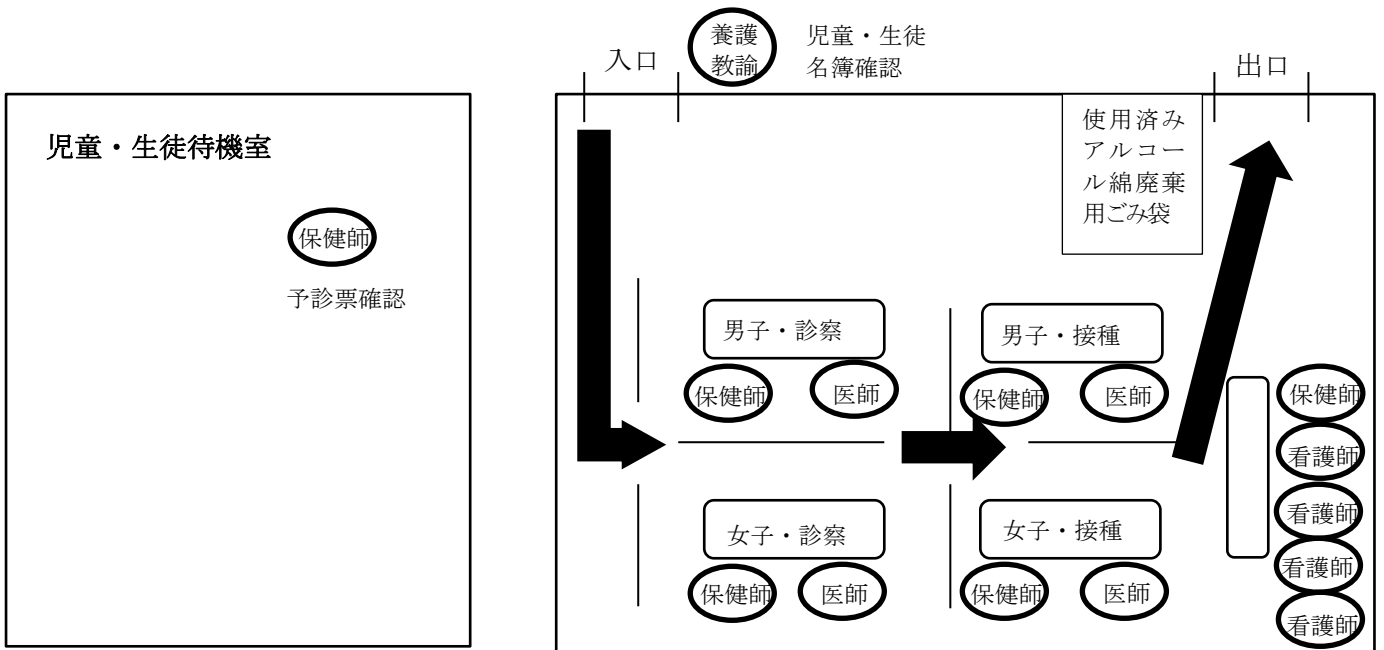 児童・生徒待機室
保健師
予診票確認
入口
養護
教諭
児童・生徒
名簿確認
出口
使用済み
アルコー
ル綿廃棄
用ごみ袋
男子・診察
保健師
医師
男子・接種
保健師
医師
女子・診察
保健師
医師
女子・接種
保健師
医師
保健師
看護師
看護師
看護師
看護師